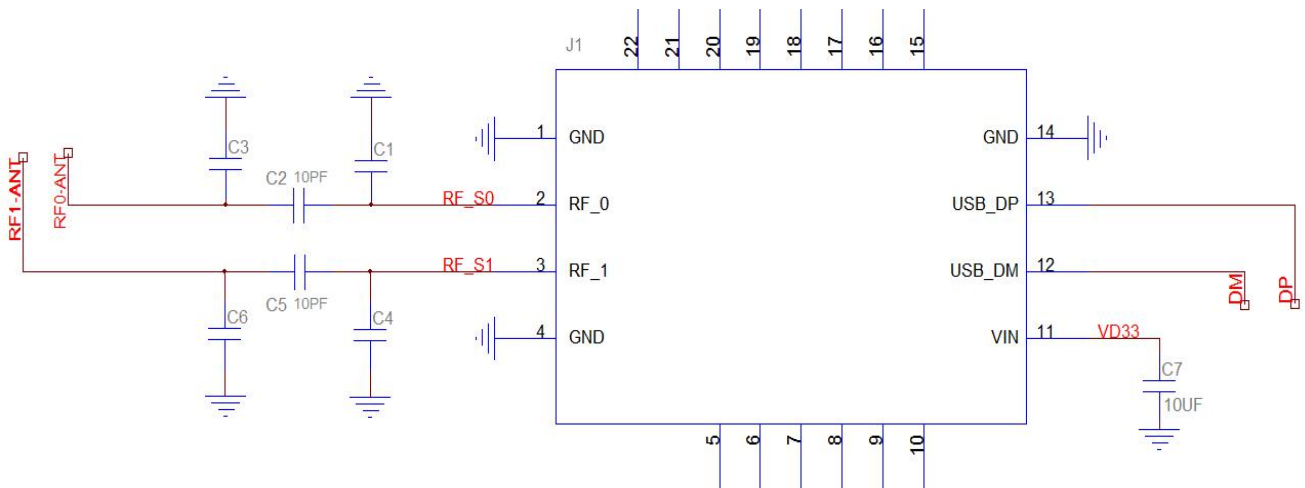 J1
22 21 20 19 18 17 16 15
1 GND
GND 14
C3
C1
C2 10PF
RF1-ANT
RF0-ANT
RF_S0 2 RF_0
USB_DP 13
RF_S1 3 RF_1
USB_DM 12
C5 10PF
C6
C4
DM
DP
4 GND
VIN 11 VD33
C7
10UF
5 6 7 8 9 10